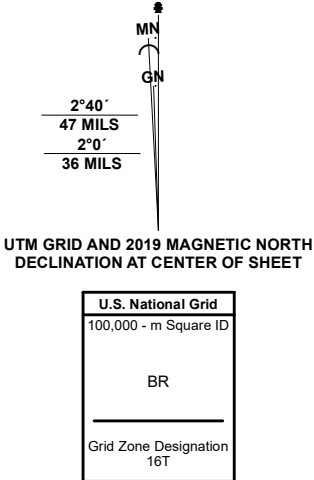 MN
GN
2°40´
47 MILS
2°0´
36 MILS
UTM GRID AND 2019 MAGNETIC NORTH
DECLINATION AT CENTER OF SHEET
U.S. National Grid
100,000 - m Square ID
BR
Grid Zone Designation
16T